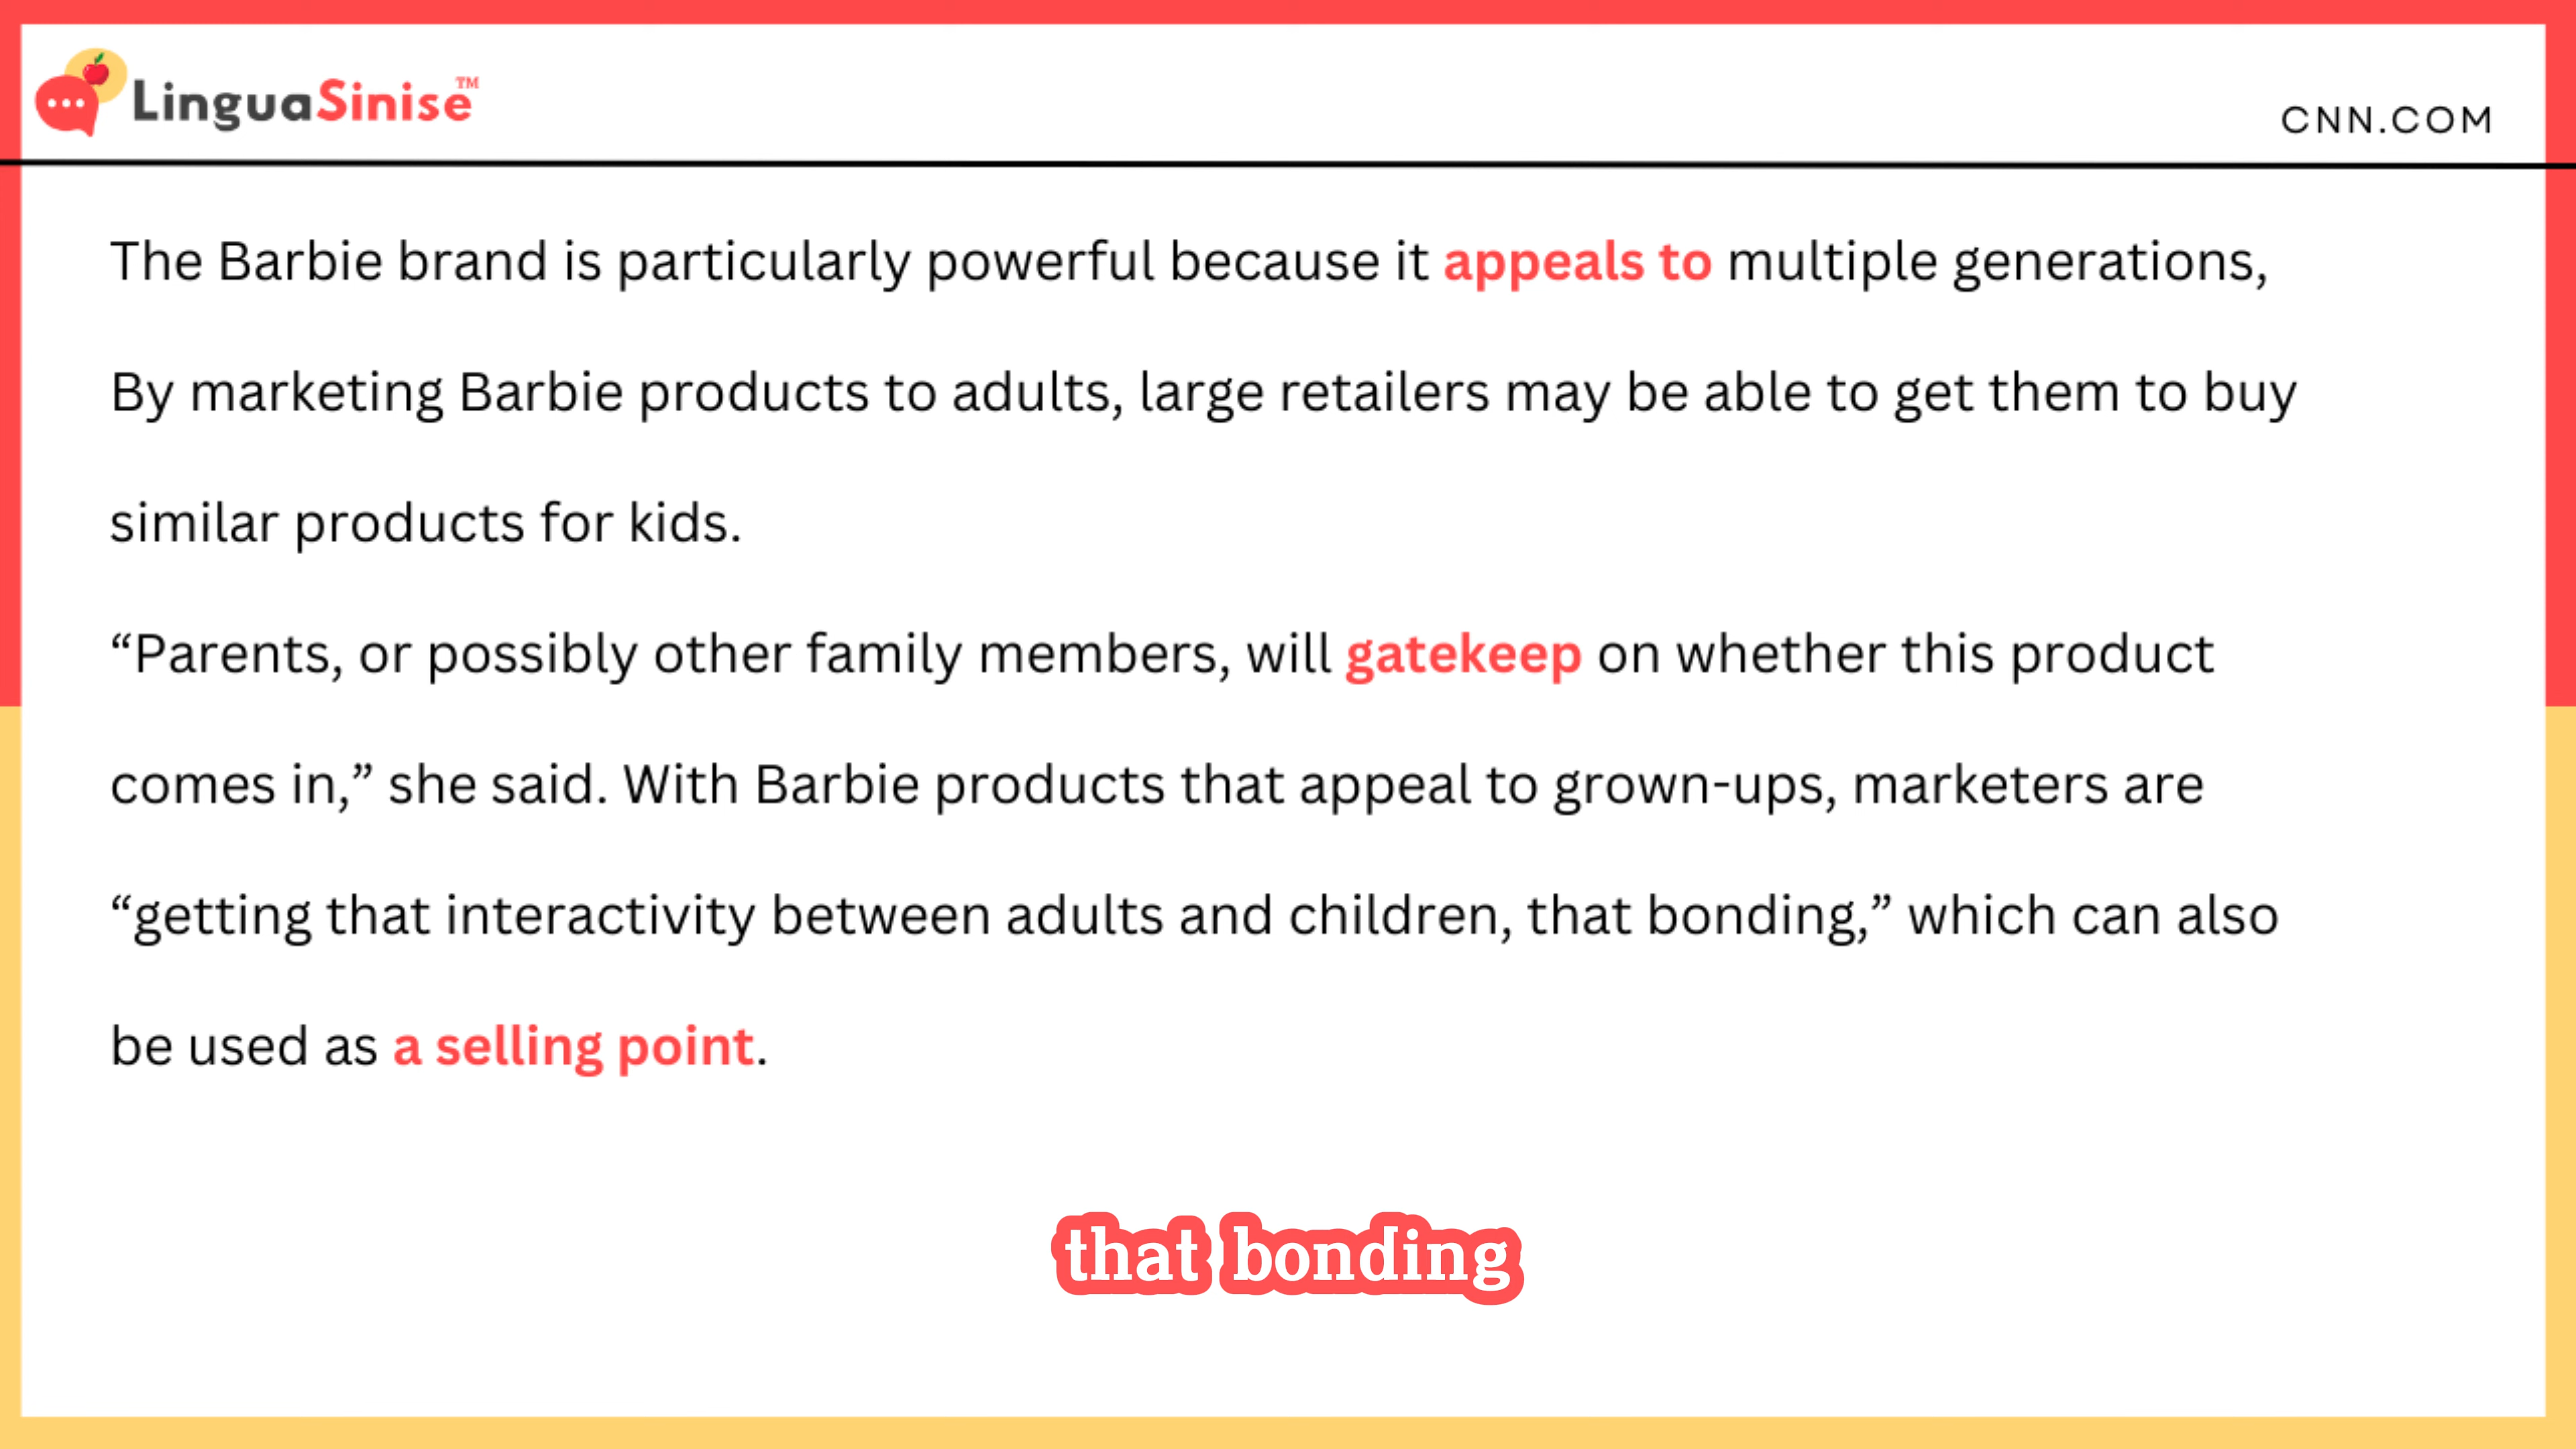 LinguaSinise™
CNN.COM
The Barbie brand is particularly powerful because it appeals to multiple generations,
By marketing Barbie products to adults, large retailers may be able to get them to buy
similar products for kids.
“Parents, or possibly other family members, will gatekeep on whether this product
comes in,” she said. With Barbie products that appeal to grown-ups, marketers are
“getting that interactivity between adults and children, that bonding,” which can also
be used as a selling point.
that bonding